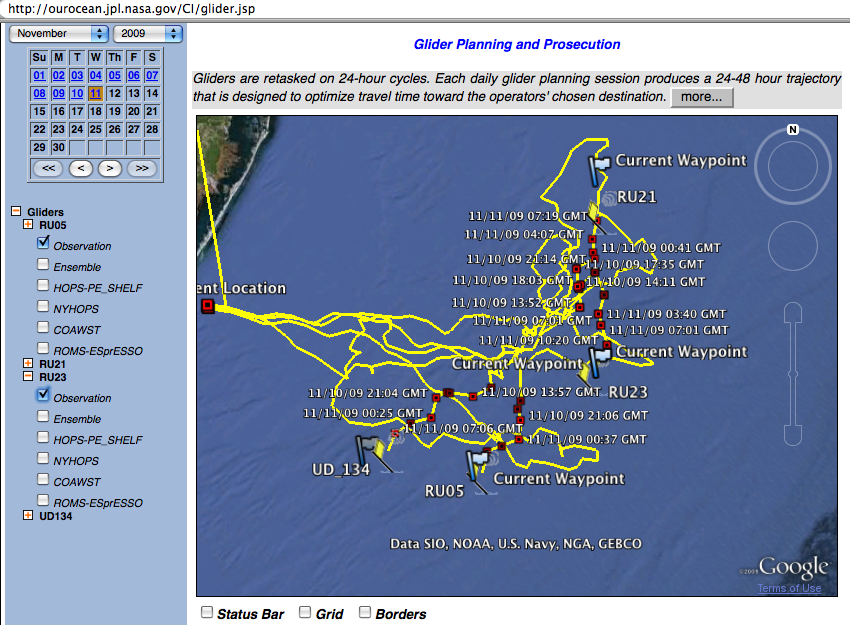 http://ourocean.jpl.nasa.gov/CI/glider.jsp
November 2009
Su M T W Th F S
01 02 03 04 05 06 07
08 09 10 11 12 13 14
15 16 17 18 19 20 21
22 23 24 25 26 27 28
29 30
<< < > >>
Gliders
RU05
Observation
Ensemble
HOPS-PE_SHELF
NYHOPS
COAWST
ROMS-ESprESSO
RU21
RU23
Observation
Ensemble
HOPS-PE_SHELF
NYHOPS
COAWST
ROMS-ESprESSO
UD134
Glider Planning and Prosecution
Gliders are retasked on 24-hour cycles. Each daily glider planning session produces a 24-48 hour trajectory
that is designed to optimize travel time toward the operators' chosen destination. more...
N
Current Waypoint
RU21
11/11/09 07:19 GMT
11/11/09 04:07 GMT
11/11/09 00:41 GMT
11/10/09 21:14 GMT
11/10/09 17:35 GMT
11/10/09 18:03 GMT
11/10/09 14:11 GMT
ent Location
11/10/09 13:52 GMT
11/11/09 03:40 GMT
11/11/09 07:01 GMT
11/11/09 07:01 GMT
11/11/09 10:20 GMT
Current Waypoint
Current Waypoint
11/10/09 21:04 GMT
11/10/09 13:57 GMT
RU23
11/11/09 00:25 GMT
11/10/09 21:06 GMT
11/11/09 07:06 GMT
11/11/09 00:37 GMT
UD_134
Current Waypoint
RU05
Data SIO, NOAA, U.S. Navy, NGA, GEBCO
©2009 Google
Terms of Use
Status Bar Grid Borders